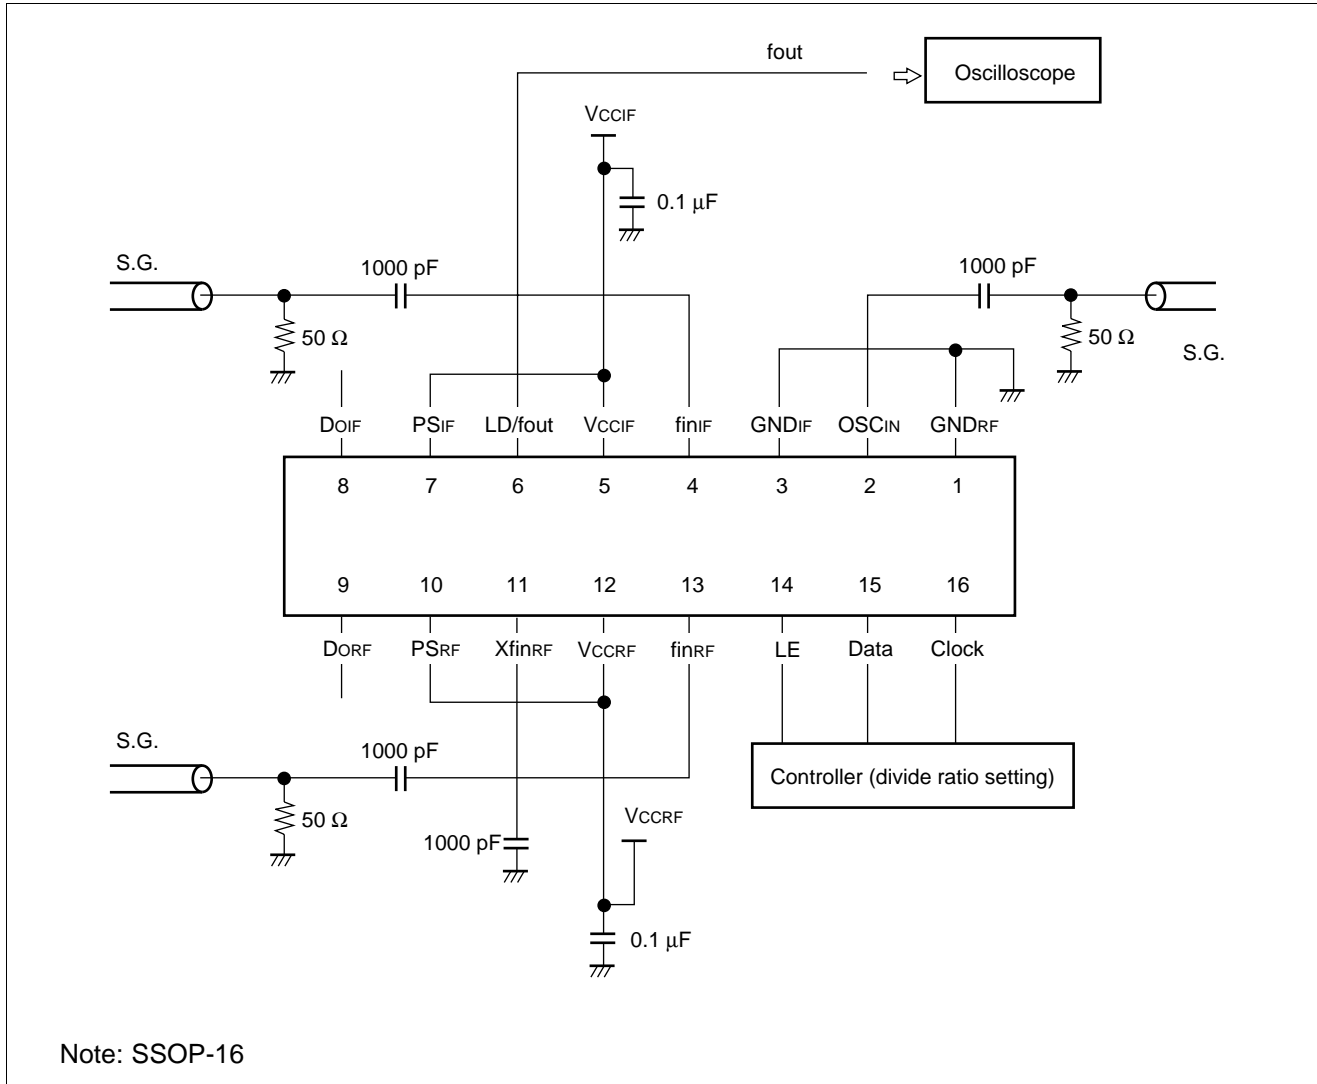 fout
Oscilloscope
VCCIF
0.1 μF
S.G.
1000 pF
1000 pF
50 Ω
50 Ω
S.G.
DOIF PSIF LD/fout VCCIF finIF GNDIF OSCIN GNDRF
8 7 6 5 4 3 2 1
9 10 11 12 13 14 15 16
DORF PSRF XfinRF VCCRF finRF LE Data Clock
S.G.
1000 pF
Controller (divide ratio setting)
50 Ω
VCCRF
1000 pF
0.1 μF
Note: SSOP-16